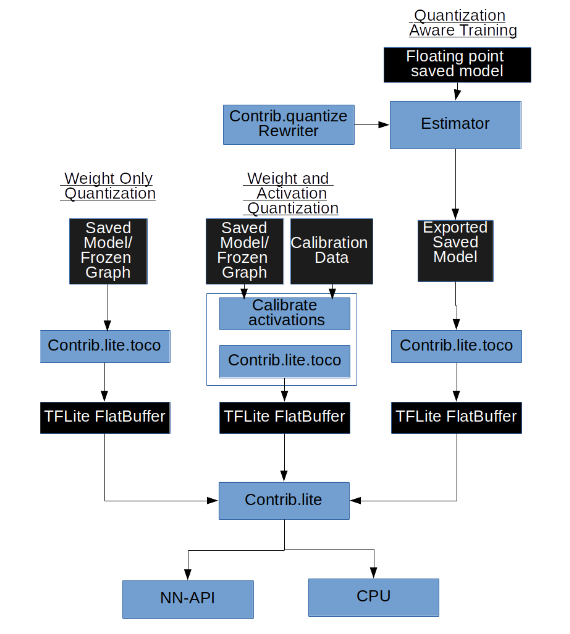 Quantization
Aware Training
Floating point
saved model
Contrib.quantize
Rewriter
Estimator
Weight Only
Quantization
Weight and
Activation
Quantization
Saved
Model/
Frozen
Graph
Saved
Model/
Frozen
Graph
Calibration
Data
Exported
Saved
Model
Calibrate
activations
Contrib.lite.toco
Contrib.lite.toco
Contrib.lite.toco
TFLite FlatBuffer
TFLite FlatBuffer
TFLite FlatBuffer
Contrib.lite
NN-API
CPU